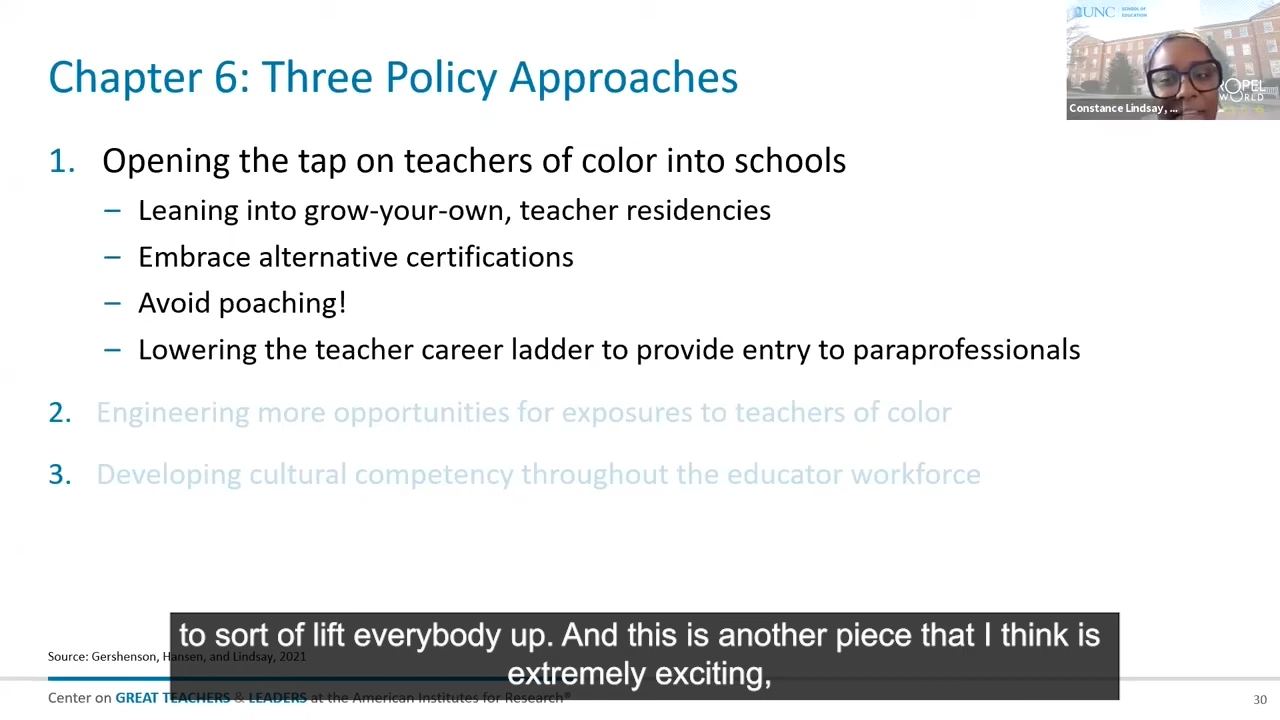 UNC SCHOOL OF EDUCATION
Chapter 6: Three Policy Approaches
Constance Lindsay, ...
1. Opening the tap on teachers of color into schools
– Leaning into grow-your-own, teacher residencies
– Embrace alternative certifications
– Avoid poaching!
– Lowering the teacher career ladder to provide entry to paraprofessionals
2. Engineering more opportunities for exposures to teachers of color
3. Developing cultural competency throughout the educator workforce
to sort of lift everybody up. And this is another piece that I think is
extremely exciting,
Source: Gershenson, Hansen, and Lindsay, 2021
Center on GREAT TEACHERS & LEADERS at the American Institutes for Research®
30